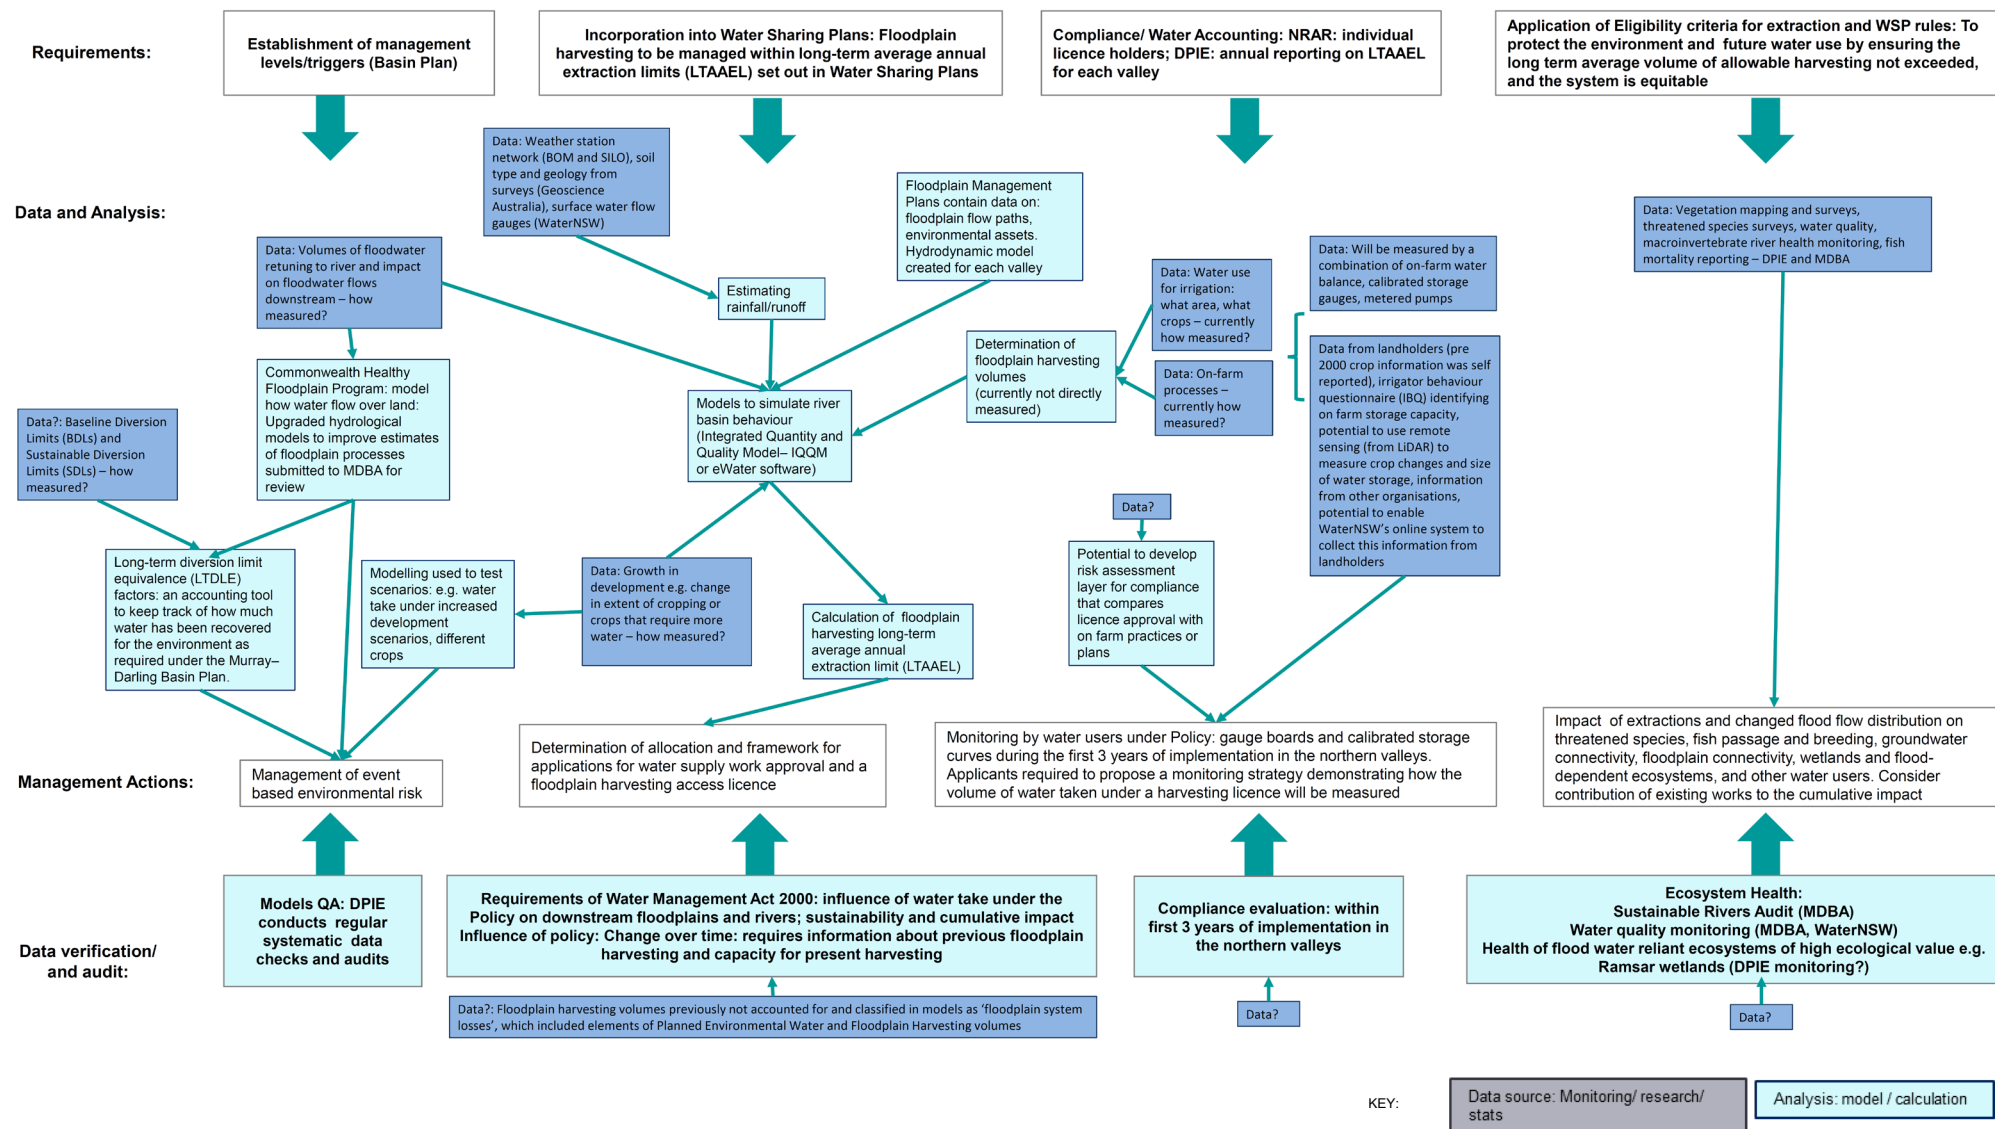 Requirements:
Establishment of management
levels/triggers (Basin Plan)
Incorporation into Water Sharing Plans: Floodplain
harvesting to be managed within long-term average annual
extraction limits (LTAAEL) set out in Water Sharing Plans
Compliance/ Water Accounting: NRAR: individual
licence holders; DPIE: annual reporting on LTAAEL
for each valley
Application of Eligibility criteria for extraction and WSP rules: To
protect the environment and future water use by ensuring the
long term average volume of allowable harvesting not exceeded,
and the system is equitable
Data and Analysis:
Data: Weather station
network (BOM and SILO), soil
type and geology from
surveys (Geoscience
Australia), surface water flow
gauges (WaterNSW)
Floodplain Management
Plans contain data on:
floodplain flow paths,
environmental assets.
Hydrodynamic model
created for each valley
Data: Vegetation mapping and surveys,
threatened species surveys, water quality,
macroinvertebrate river health monitoring, fish
mortality reporting – DPIE and MDBA
Data: Volumes of floodwater
retuning to river and impact
on floodwater flows
downstream – how
measured?
Estimating
rainfall/runoff
Data: Water use
for irrigation:
what area, what
crops – currently
how measured?
Data: Will be measured by a
combination of on-farm water
balance, calibrated storage
gauges, metered pumps
Commonwealth Healthy
Floodplain Program: model
how water flow over land:
Upgraded hydrological
models to improve estimates
of floodplain processes
submitted to MDBA for
review
Determination of
floodplain harvesting
volumes
(currently not directly
measured)
Data: On-farm
processes –
currently how
measured?
Data from landholders (pre
2000 crop information was self
reported), irrigator behaviour
questionnaire (IBQ) identifying
on farm storage capacity,
potential to use remote
sensing (from LiDAR) to
measure crop changes and size
of water storage, information
from other organisations,
potential to enable
WaterNSW's online system to
collect this information from
landholders
Data?: Baseline Diversion
Limits (BDLs) and
Sustainable Diversion
Limits (SDLs) – how
measured?
Models to simulate river
basin behaviour
(Integrated Quantity and
Quality Model– IQQM
or eWater software)
Data?
Long-term diversion limit
equivalence (LTDLE)
factors: an accounting tool
to keep track of how much
water has been recovered
for the environment as
required under the Murray–
Darling Basin Plan.
Modelling used to test
scenarios: e.g. water
take under increased
development
scenarios, different
crops
Data: Growth in
development e.g. change
in extent of cropping or
crops that require more
water – how measured?
Calculation of floodplain
harvesting long-term
average annual
extraction limit (LTAAEL)
Potential to develop
risk assessment
layer for compliance
that compares
licence approval with
on farm practices or
plans
Management Actions:
Management of event
based environmental risk
Determination of allocation and framework for
applications for water supply work approval and a
floodplain harvesting access licence
Monitoring by water users under Policy: gauge boards and calibrated storage
curves during the first 3 years of implementation in the northern valleys.
Applicants required to propose a monitoring strategy demonstrating how the
volume of water taken under a harvesting licence will be measured
Impact of extractions and changed flood flow distribution on
threatened species, fish passage and breeding, groundwater
connectivity, floodplain connectivity, wetlands and flood-
dependent ecosystems, and other water users. Consider
contribution of existing works to the cumulative impact
Data verification/
and audit:
Models QA: DPIE
conducts regular
systematic data
checks and audits
Requirements of Water Management Act 2000: influence of water take under the
Policy on downstream floodplains and rivers; sustainability and cumulative impact
Influence of policy: Change over time: requires information about previous floodplain
harvesting and capacity for present harvesting
Compliance evaluation: within
first 3 years of implementation in
the northern valleys
Ecosystem Health:
Sustainable Rivers Audit (MDBA)
Water quality monitoring (MDBA, WaterNSW)
Health of flood water reliant ecosystems of high ecological value e.g.
Ramsar wetlands (DPIE monitoring?)
Data?: Floodplain harvesting volumes previously not accounted for and classified in models as 'floodplain system
losses', which included elements of Planned Environmental Water and Floodplain Harvesting volumes
Data?
Data?
KEY:
Data source: Monitoring/ research/
stats
Analysis: model / calculation